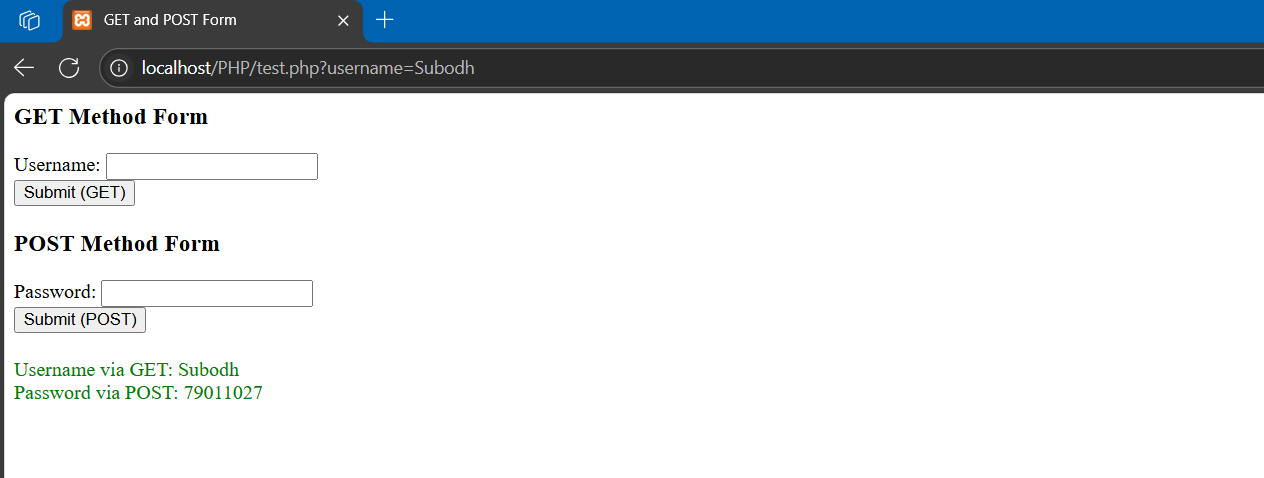 GET and POST Form
localhost/PHP/test.php?username=Subodh
GET Method Form
Username:
Submit (GET)
POST Method Form
Password:
Submit (POST)
Username via GET: Subodh
Password via POST: 79011027